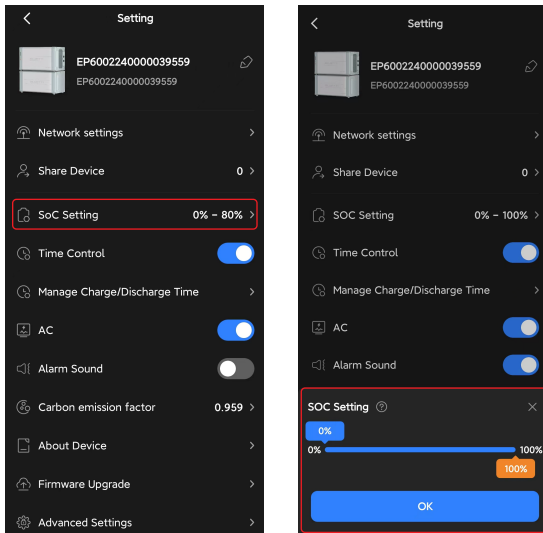 Setting
EP6002240000039559
EP6002240000039559
Network settings
Share Device 0
SoC Setting 0% – 80%
Time Control
Manage Charge/Discharge Time
AC
Alarm Sound
Carbon emission factor 0.959
About Device
Firmware Upgrade
Advanced Settings
Setting
EP6002240000039559
EP6002240000039559
Network settings
Share Device 0
SOC Setting 0% – 100%
Time Control
Manage Charge/Discharge Time
AC
Alarm Sound
SOC Setting
0%
0% 100%
100%
OK